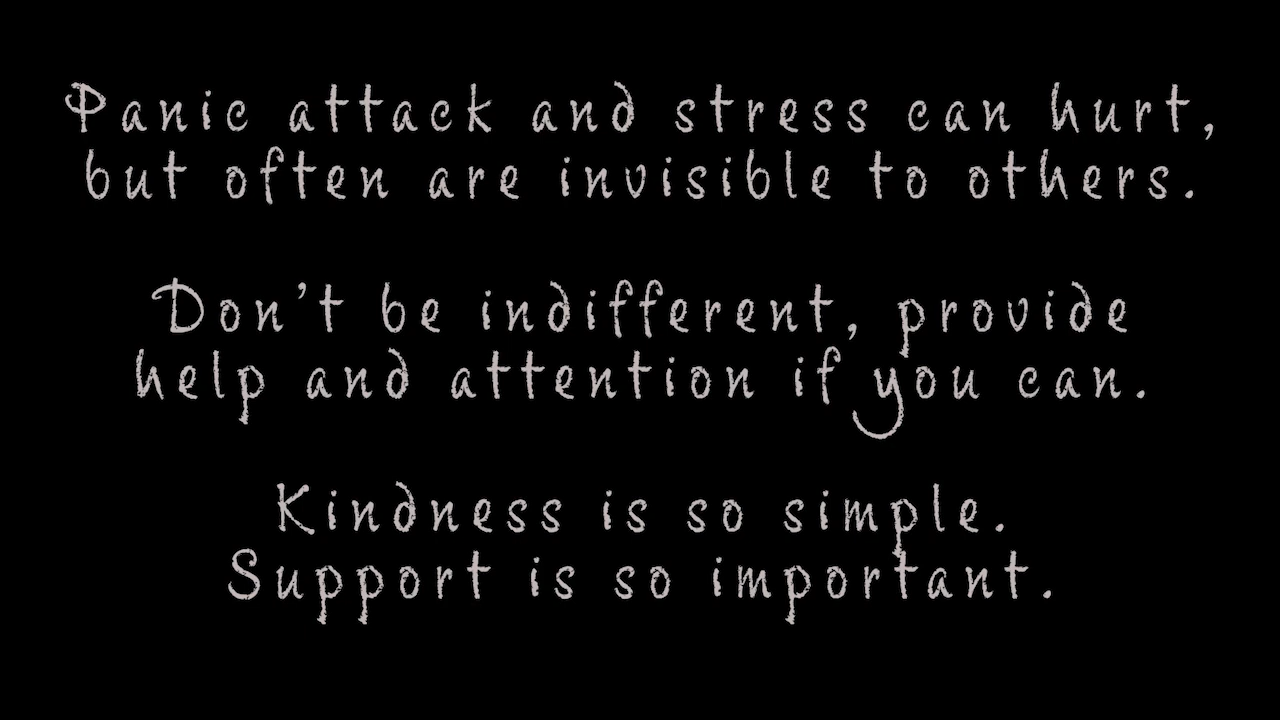 Panic attack and stress can hurt,
but often are invisible to others.
Don’t be indifferent, provide
help and attention if you can.
Kindness is so simple.
Support is so important.